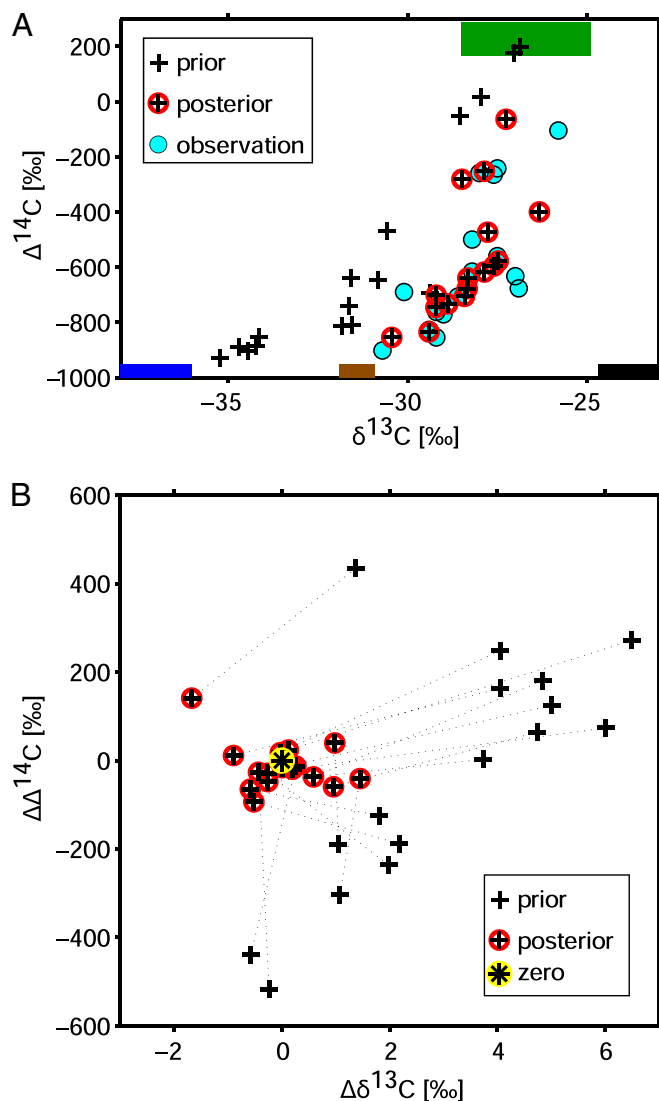 A
200
0
−200
−400
−600
−800
−1000
Δ¹⁴C [‰]
prior
posterior
observation
−35
−30
−25
δ¹³C [‰]
B
600
400
200
0
−200
−400
−600
ΔΔ¹⁴C [‰]
prior
posterior
zero
−2
0
2
4
6
Δδ¹³C [‰]